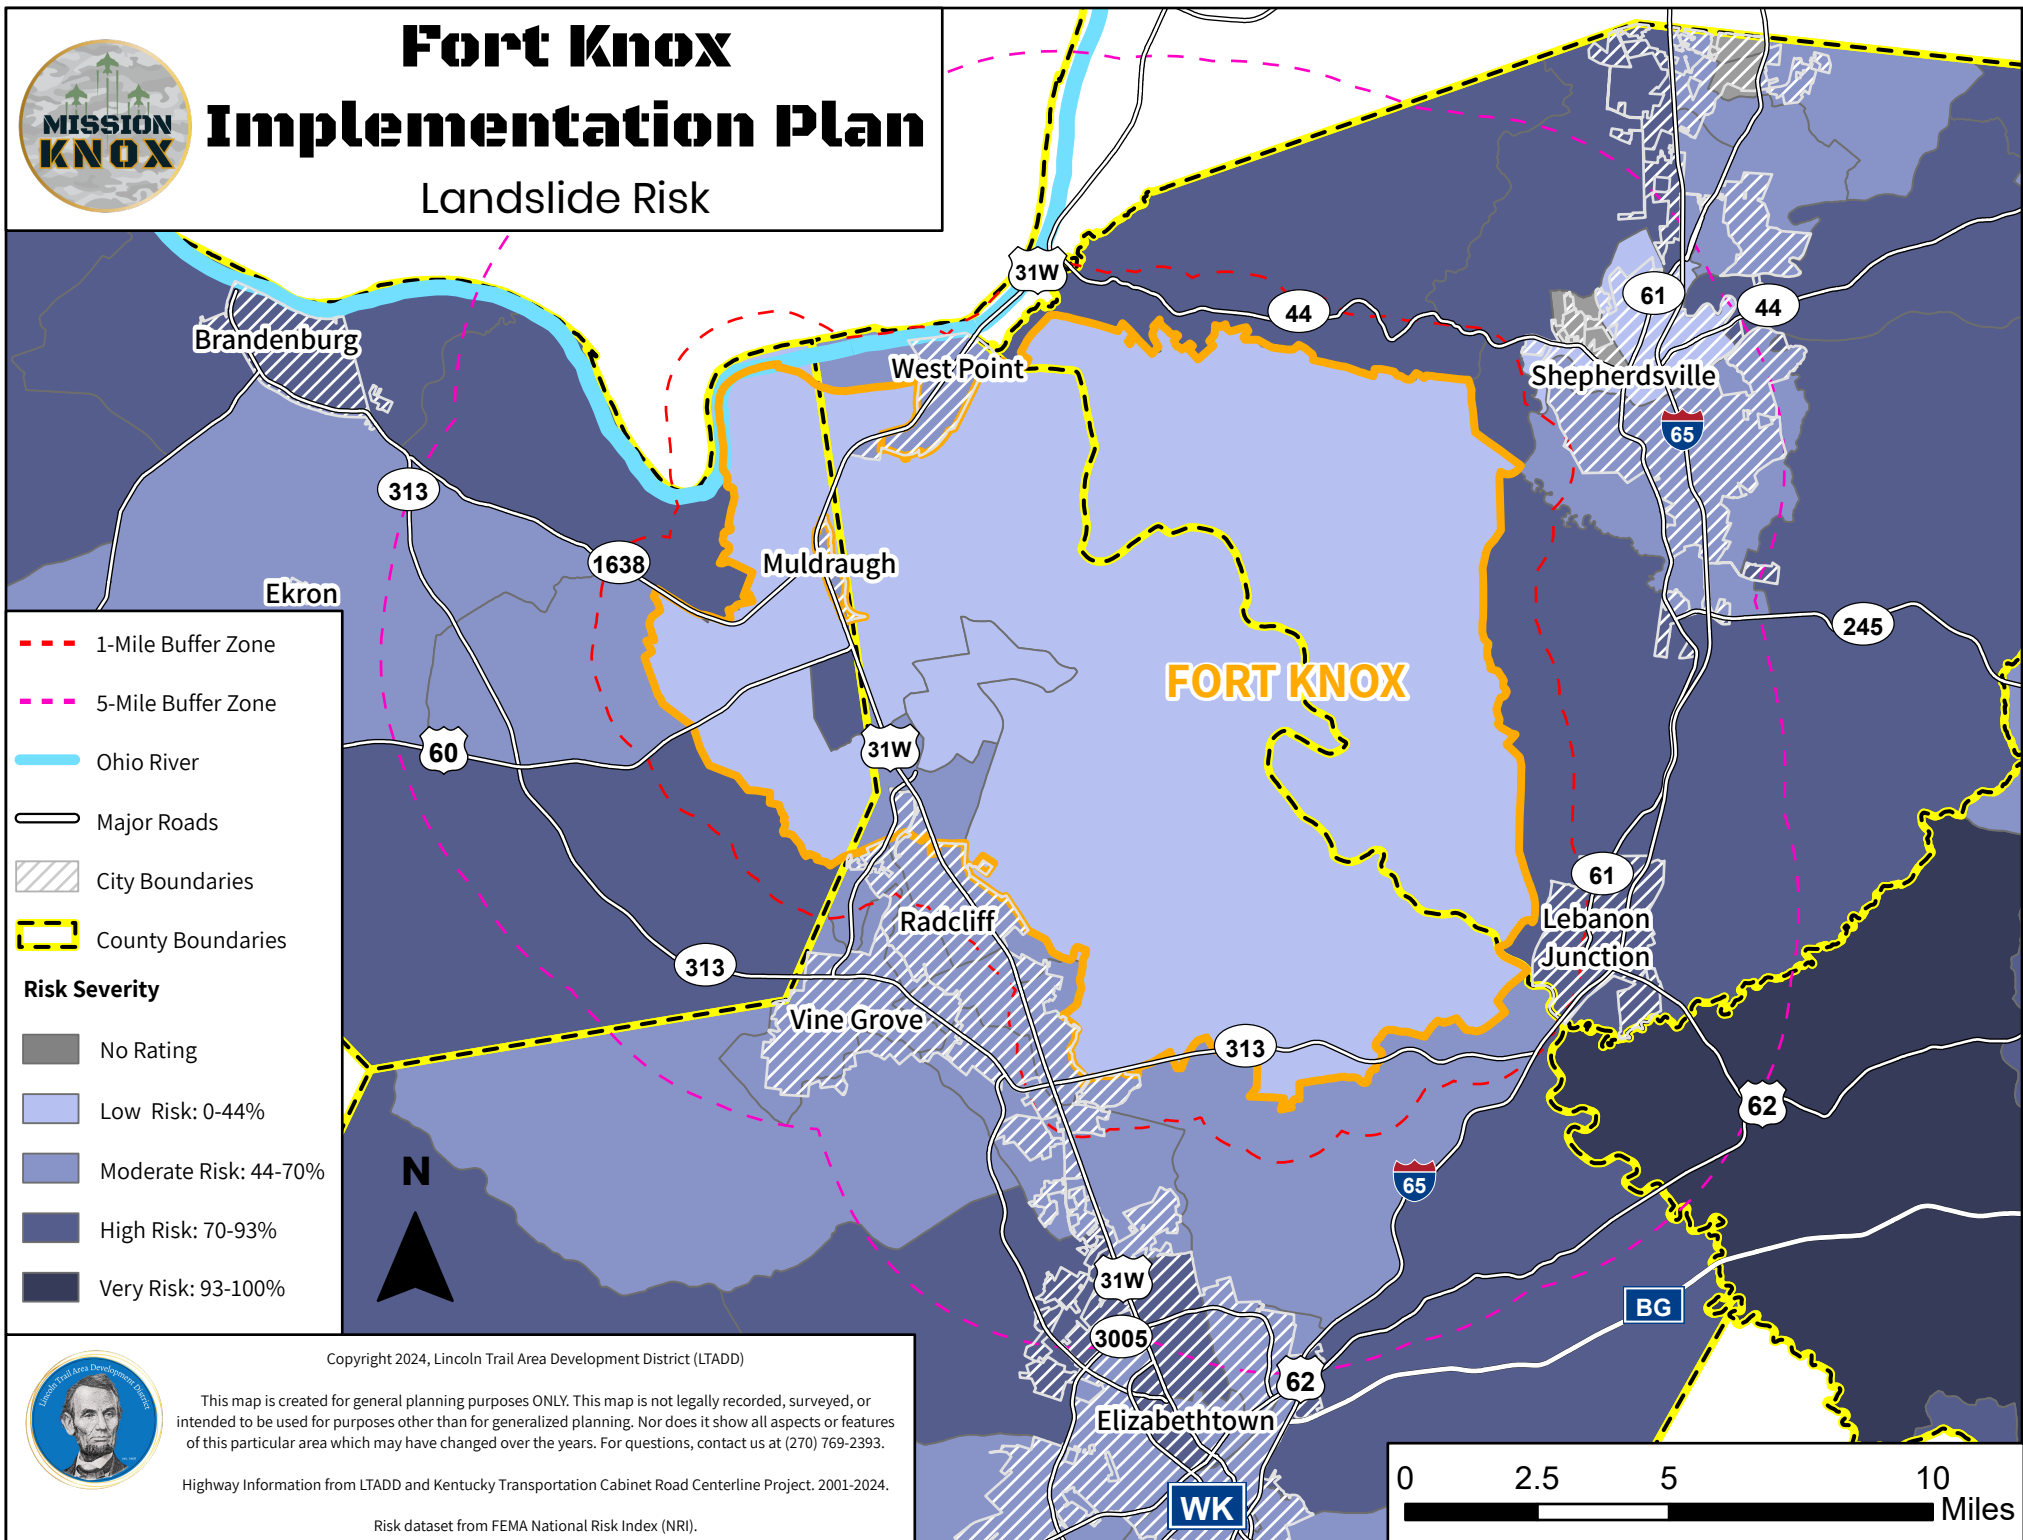 Fort Knox
Implementation Plan
Landslide Risk
MISSION
KNOX
31W
44
61
44
Brandenburg
West Point
Shepherdsville
65
313
1638
Muldraugh
Ekron
245
FORT KNOX
60
31W
61
Radcliff
Lebanon
Junction
313
Vine Grove
313
62
65
31W
BG
3005
62
Elizabethtown
WK
1-Mile Buffer Zone
5-Mile Buffer Zone
Ohio River
Major Roads
City Boundaries
County Boundaries
Risk Severity
No Rating
Low Risk: 0-44%
Moderate Risk: 44-70%
High Risk: 70-93%
Very Risk: 93-100%
N
Lincoln Trail Area Development District
Copyright 2024, Lincoln Trail Area Development District (LTADD)
This map is created for general planning purposes ONLY. This map is not legally recorded, surveyed, or
intended to be used for purposes other than for generalized planning. Nor does it show all aspects or features
of this particular area which may have changed over the years. For questions, contact us at (270) 769-2393.
Highway Information from LTADD and Kentucky Transportation Cabinet Road Centerline Project. 2001-2024.
Risk dataset from FEMA National Risk Index (NRI).
0 2.5 5 10
Miles